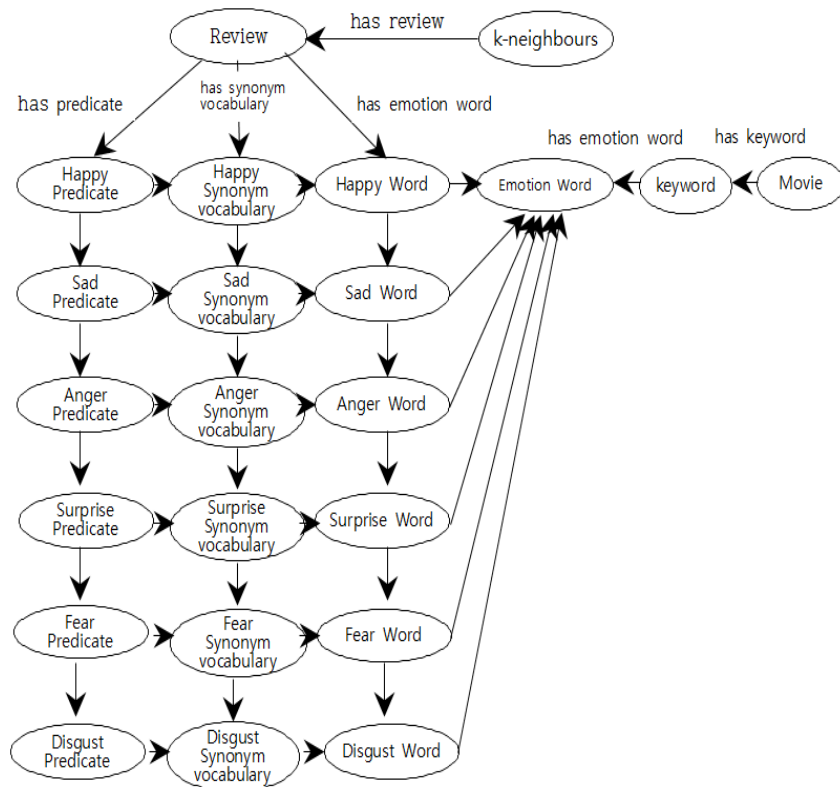 has review
Review
k-neighbours
has predicate
has synonym
vocabulary
has emotion word
has emotion word
has keyword
Happy
Predicate
Happy
Synonym
vocabulary
Happy Word
Emotion Word
keyword
Movie
Sad
Predicate
Sad
Synonym
vocabulary
Sad Word
Anger
Predicate
Anger
Synonym
vocabulary
Anger Word
Surprise
Predicate
Surprise
Synonym
vocabulary
Surprise Word
Fear
Predicate
Fear
Synonym
vocabulary
Fear Word
Disgust
Predicate
Disgust
Synonym
vocabulary
Disgust Word